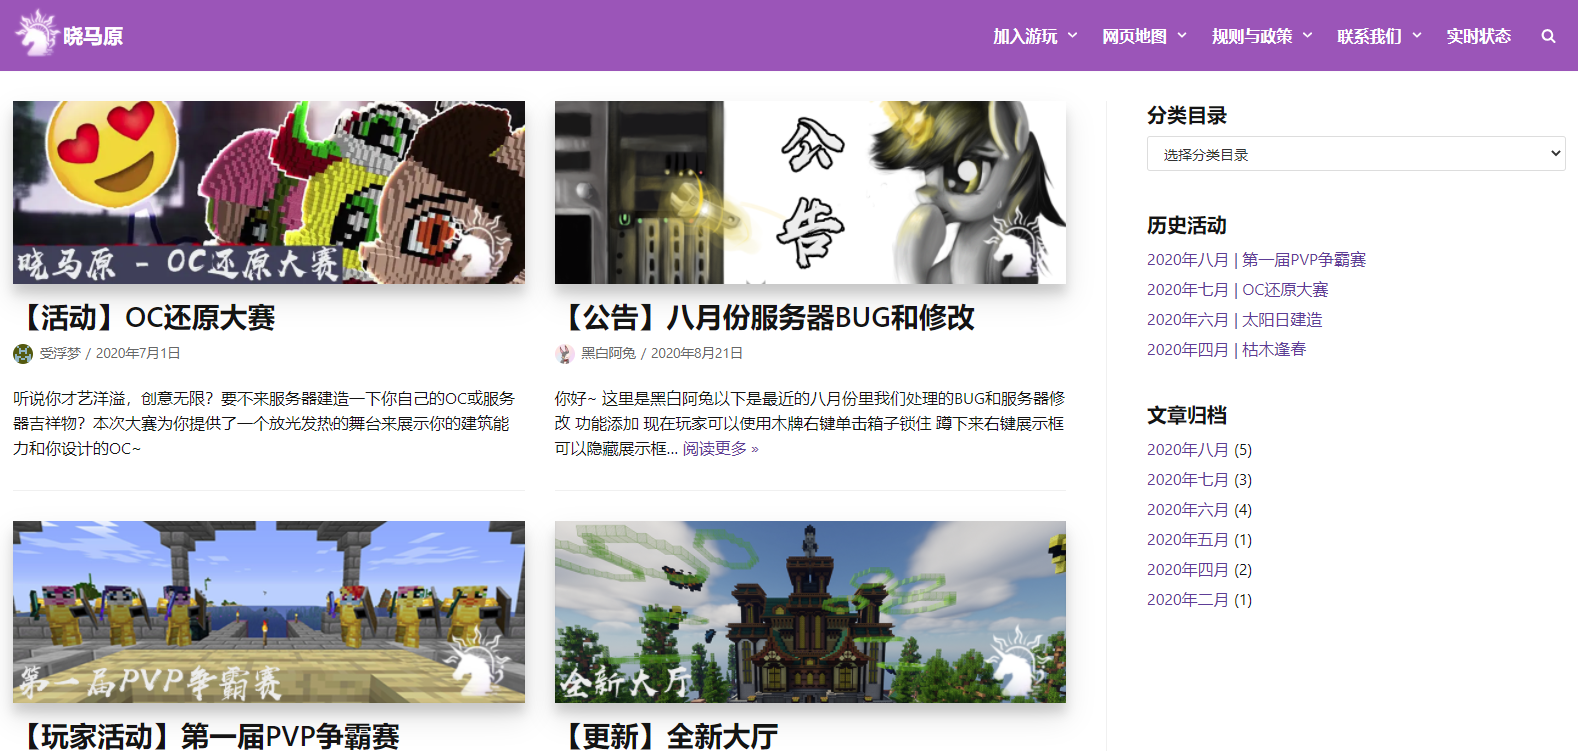 晓马原
加入游玩
网页地图
规则与政策
联系我们
实时状态
晓马原 - OC还原大赛
【活动】OC还原大赛
受浮梦 / 2020年7月1日
听说你才艺洋溢，创意无限？要不来服务器建造一下你自己的OC或服务
器吉祥物？本次大赛为你提供了一个放光发热的舞台来展示你的建筑能
力和你设计的OC~
公告
【公告】八月份服务器BUG和修改
黑白阿兔 / 2020年8月21日
你好~ 这里是黑白阿兔以下是最近的八月份里我们处理的BUG和服务器修
改 功能添加 现在玩家可以使用木牌右键单击箱子锁住 蹲下来右键展示框
可以隐藏展示框... 阅读更多 »
第一届PVP争霸赛
【玩家活动】第一届PVP争霸赛
全新大厅
【更新】全新大厅
分类目录
选择分类目录
历史活动
2020年八月 | 第一届PVP争霸赛
2020年七月 | OC还原大赛
2020年六月 | 太阳日建造
2020年四月 | 枯木逢春
文章归档
2020年八月 (5)
2020年七月 (3)
2020年六月 (4)
2020年五月 (1)
2020年四月 (2)
2020年二月 (1)